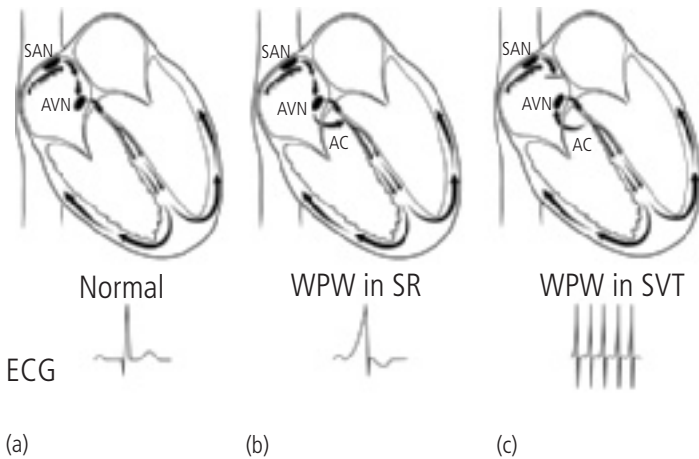 SAN SAN SAN
AVN AVN AVN
AC AC
Normal WPW in SR WPW in SVT
ECG
(a) (b) (c)